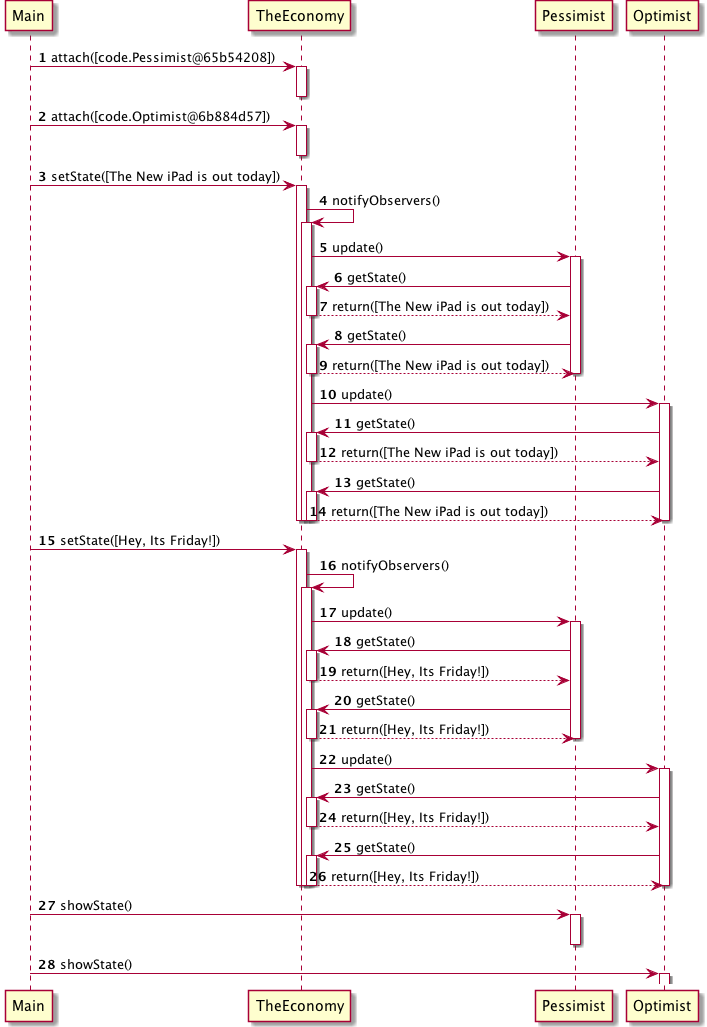 Main TheEconomy Pessimist Optimist
1 attach([code.Pessimist@65b54208])
2 attach([code.Optimist@6b884d57])
3 setState([The New iPad is out today])
4 notifyObservers()
5 update()
6 getState()
7 return([The New iPad is out today])
8 getState()
9 return([The New iPad is out today])
10 update()
11 getState()
12 return([The New iPad is out today])
13 getState()
14 return([The New iPad is out today])
15 setState([Hey, Its Friday!])
16 notifyObservers()
17 update()
18 getState()
19 return([Hey, Its Friday!])
20 getState()
21 return([Hey, Its Friday!])
22 update()
23 getState()
24 return([Hey, Its Friday!])
25 getState()
26 return([Hey, Its Friday!])
27 showState()
28 showState()
Main TheEconomy Pessimist Optimist